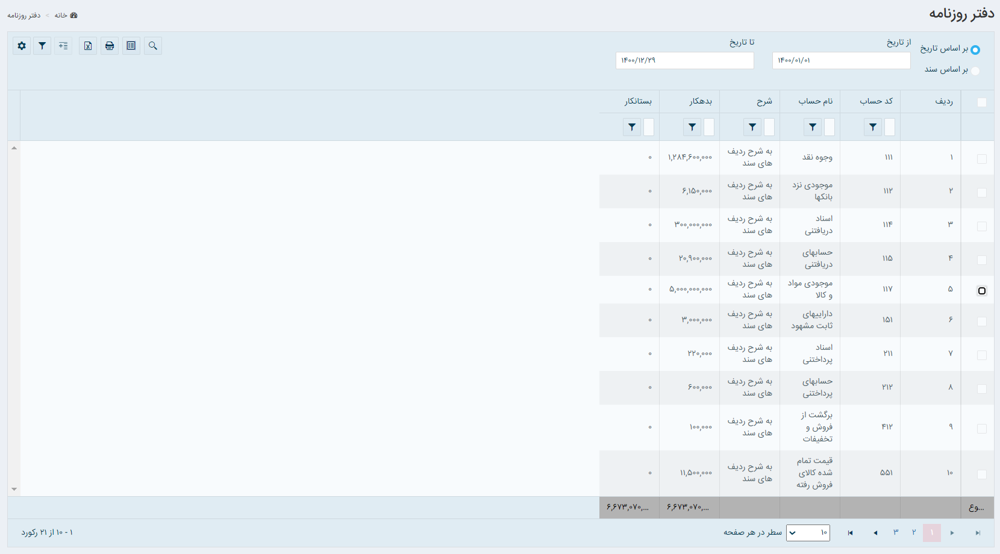 دفتر روزنامه
خانه > دفتر روزنامه
بر اساس تاریخ
بر اساس سند
از تاریخ
۱۴۰۰/۰۱/۰۱
تا تاریخ
۱۴۰۰/۱۲/۲۹
ردیف کد حساب نام حساب شرح بدهکار بستانکار
۱ ۱۱۱ وجوه نقد به شرح ردیف های سند ۱,۲۸۴,۶۰۰,۰۰۰ ۰
۲ ۱۱۲ موجودی نزد بانکها به شرح ردیف های سند ۶,۱۵۰,۰۰۰ ۰
۳ ۱۱۴ اسناد دریافتنی به شرح ردیف های سند ۳۰۰,۰۰۰,۰۰۰ ۰
۴ ۱۱۵ حسابهای دریافتنی به شرح ردیف های سند ۲۰,۹۰۰,۰۰۰ ۰
۵ ۱۱۷ موجودی مواد و کالا به شرح ردیف های سند ۵,۰۰۰,۰۰۰,۰۰۰ ۰
۶ ۱۵۱ داراییهای ثابت مشهود به شرح ردیف های سند ۳,۰۰۰,۰۰۰ ۰
۷ ۲۱۱ اسناد پرداختنی به شرح ردیف های سند ۲۲۰,۰۰۰ ۰
۸ ۲۱۲ حسابهای پرداختنی به شرح ردیف های سند ۶۰۰,۰۰۰ ۰
۹ ۴۱۲ برگشت از فروش و تخفیفات به شرح ردیف های سند ۱۰۰,۰۰۰ ۰
۱۰ ۵۵۱ قیمت تمام شده کالای فروش رفته به شرح ردیف های سند ۱۱,۵۰۰,۰۰۰ ۰
...وع ۶,۶۷۳,۰۷۰,... ۶,۶۷۳,۰۷۰,...
۱ ۲ ۳ ۱۰ سطر در هر صفحه
۱ - ۱۰ از ۲۱ رکورد